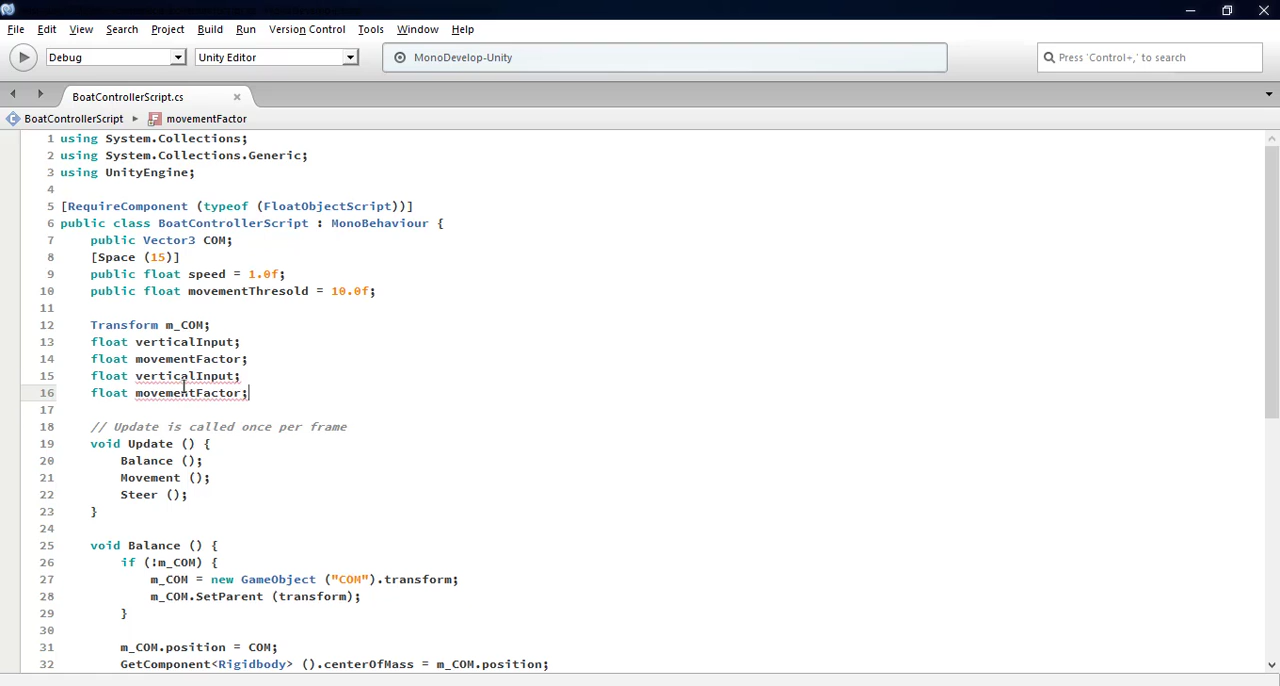 File Edit View Search Project Build Run Version Control Tools Window Help
Debug Unity Editor MonoDevelop-Unity Press 'Control+,' to search
BoatControllerScript.cs
BoatControllerScript movementFactor
1 using System.Collections;
2 using System.Collections.Generic;
3 using UnityEngine;
4
5 [RequireComponent (typeof (FloatObjectScript))]
6 public class BoatControllerScript : MonoBehaviour {
7 public Vector3 COM;
8 [Space (15)]
9 public float speed = 1.0f;
10 public float movementThresold = 10.0f;
11
12 Transform m_COM;
13 float verticalInput;
14 float movementFactor;
15 float verticalInput;
16 float movementFactor;
17
18 // Update is called once per frame
19 void Update () {
20 Balance ();
21 Movement ();
22 Steer ();
23 }
24
25 void Balance () {
26 if (!m_COM) {
27 m_COM = new GameObject ("COM").transform;
28 m_COM.SetParent (transform);
29 }
30
31 m_COM.position = COM;
32 GetComponent<Rigidbody> ().centerOfMass = m_COM.position;